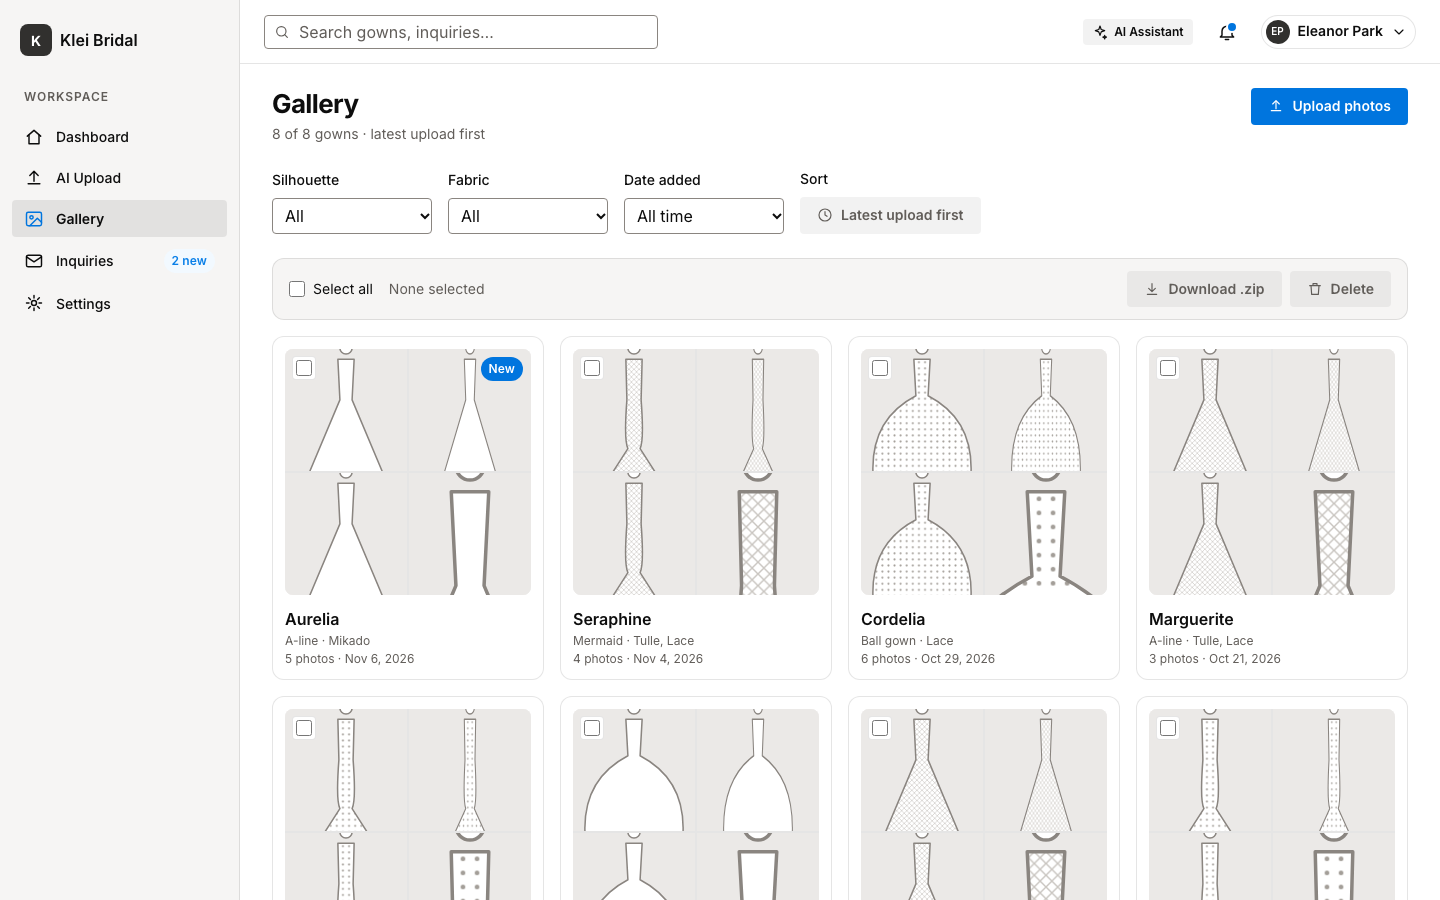 K Klei Bridal
WORKSPACE
Dashboard
AI Upload
Gallery
Inquiries 2 new
Settings
Search gowns, inquiries...
AI Assistant
EP Eleanor Park
Gallery
8 of 8 gowns · latest upload first
Upload photos
Silhouette
All
Fabric
All
Date added
All time
Sort
Latest upload first
Select all None selected
Download .zip
Delete
New
Aurelia
A-line · Mikado
5 photos · Nov 6, 2026
Seraphine
Mermaid · Tulle, Lace
4 photos · Nov 4, 2026
Cordelia
Ball gown · Lace
6 photos · Oct 29, 2026
Marguerite
A-line · Tulle, Lace
3 photos · Oct 21, 2026